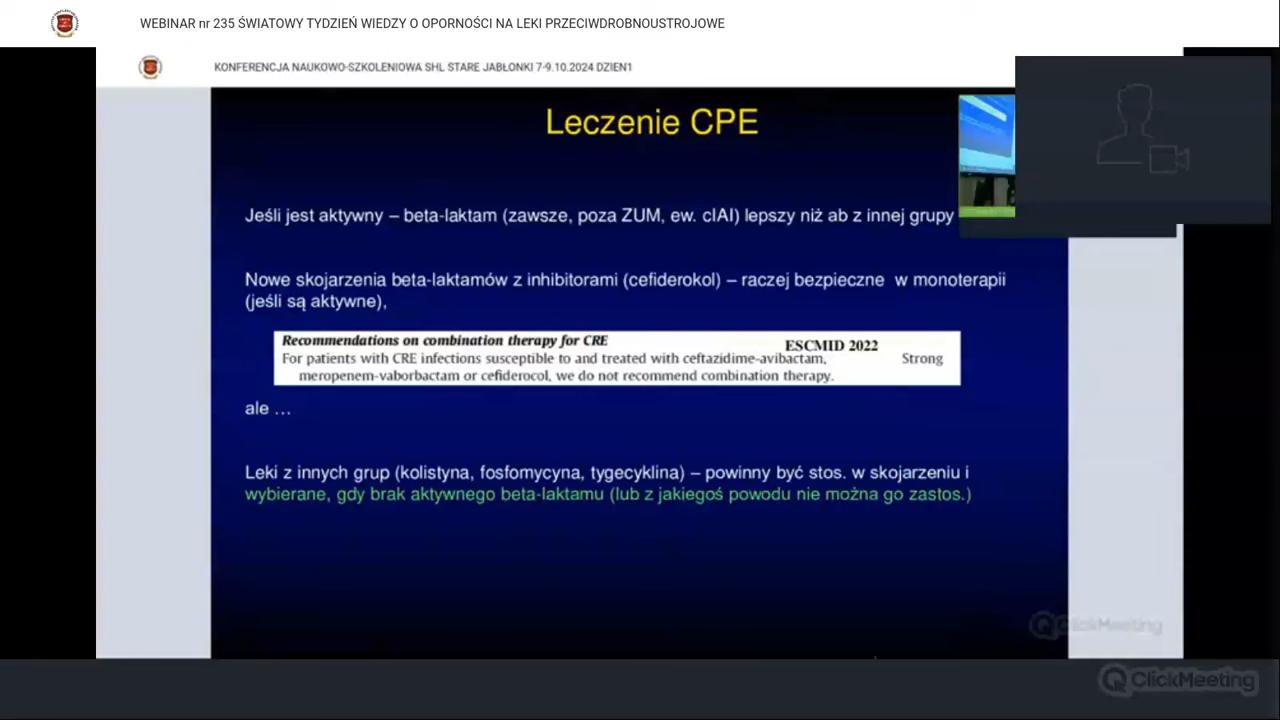 WEBINAR nr 235 ŚWIATOWY TYDZIEŃ WIEDZY O OPORNOŚCI NA LEKI PRZECIWDROBNOUSTROJOWE
KONFERENCJA NAUKOWO-SZKOLENIOWA SHL STARE JABŁONKI 7-9.10.2024 DZIEN1
Leczenie CPE
Jeśli jest aktywny – beta-laktam (zawsze, poza ZUM, ew. cIAI) lepszy niż ab z innej grupy
Nowe skojarzenia beta-laktamów z inhibitorami (cefiderokol) – raczej bezpieczne w monoterapii
(jeśli są aktywne),
Recommendations on combination therapy for CRE
ESCMID 2022
For patients with CRE infections susceptible to and treated with ceftazidime-avibactam, Strong
meropenem-vaborbactam or cefiderocol, we do not recommend combination therapy.
ale …
Leki z innych grup (kolistyna, fosfomycyna, tygecyklina) – powinny być stos. w skojarzeniu i
wybierane, gdy brak aktywnego beta-laktamu (lub z jakiegoś powodu nie można go zastos.)
ClickMeeting
ClickMeeting